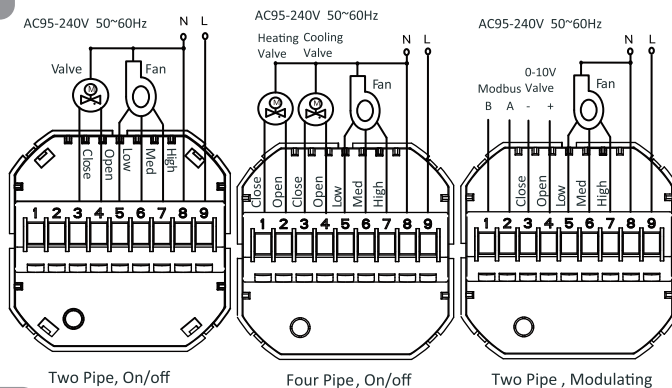 AC95-240V 50~60Hz N L
Valve
Fan
Close
Open
Low
Med
High
1 2 3 4 5 6 7 8 9
Two Pipe, On/off
AC95-240V 50~60Hz
Heating Cooling
Valve Valve
N L
Fan
Close
Open
Close
Open
Low
Med
High
1 2 3 4 5 6 7 8 9
Four Pipe, On/off
AC95-240V 50~60Hz
N L
0-10V
Modbus Valve
Fan
B A - +
Close
Open
Low
Med
High
1 2 3 4 5 6 7 8 9
Two Pipe , Modulating
M
M
M